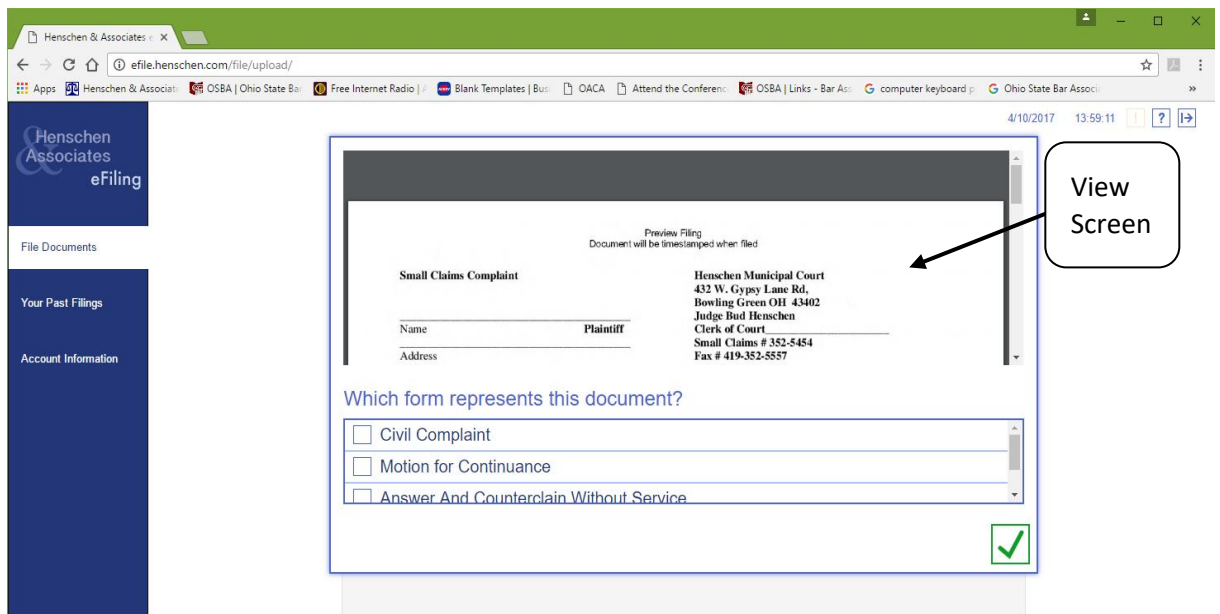 Henschen & Associates e
efile.henschen.com/file/upload/
Apps Henschen & Associat OSBA | Ohio State Bar Free Internet Radio | Blank Templates | Bus OACA Attend the Conferenc OSBA | Links - Bar Ass computer keyboard p Ohio State Bar Associ »
4/10/2017 13:59:11 ! ?
Henschen
& Associates
eFiling
File Documents
Your Past Filings
Account Information
Preview Filing
Document will be timestamped when filed
Small Claims Complaint
Name Plaintiff
Address
Henschen Municipal Court
432 W. Gypsy Lane Rd,
Bowling Green OH 43402
Judge Bud Henschen
Clerk of Court
Small Claims # 352-5454
Fax # 419-352-5557
View
Screen
Which form represents this document?
Civil Complaint
Motion for Continuance
Answer And Counterclain Without Service